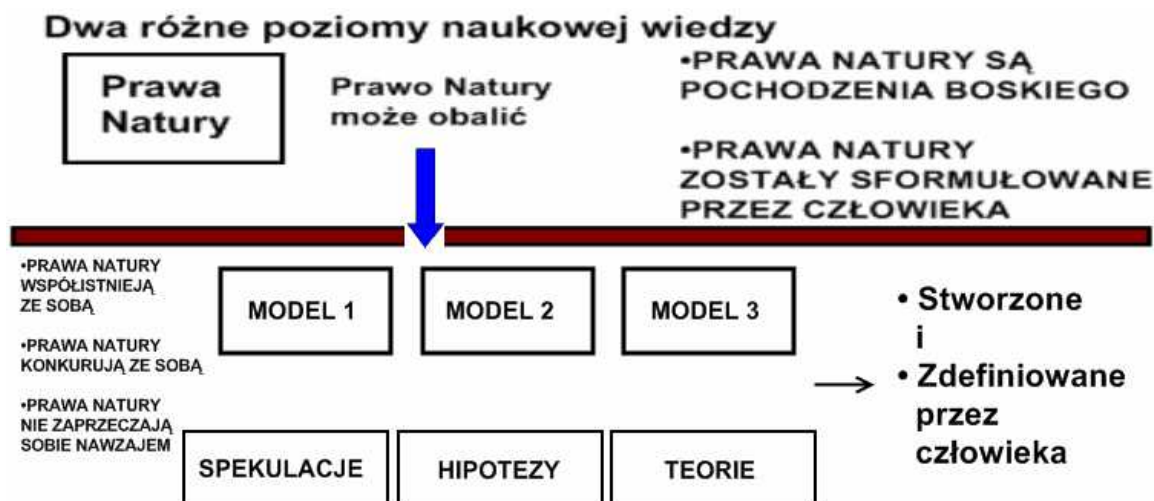 Dwa różne poziomy naukowej wiedzy
Prawa
Natury
Prawo Natury
może obalić
•PRAWA NATURY SĄ
POCHODZENIA BOSKIEGO
•PRAWA NATURY
ZOSTAŁY SFORMUŁOWANE
PRZEZ CZŁOWIEKA
•PRAWA NATURY
WSPÓŁISTNIEJĄ
ZE SOBĄ
•PRAWA NATURY
KONKURUJĄ ZE SOBĄ
•PRAWA NATURY
NIE ZAPRZECZAJĄ
SOBIE NAWZAJEM
MODEL 1
MODEL 2
MODEL 3
SPEKULACJE
HIPOTEZY
TEORIE
• Stworzone
i
• Zdefiniowane
przez
człowieka